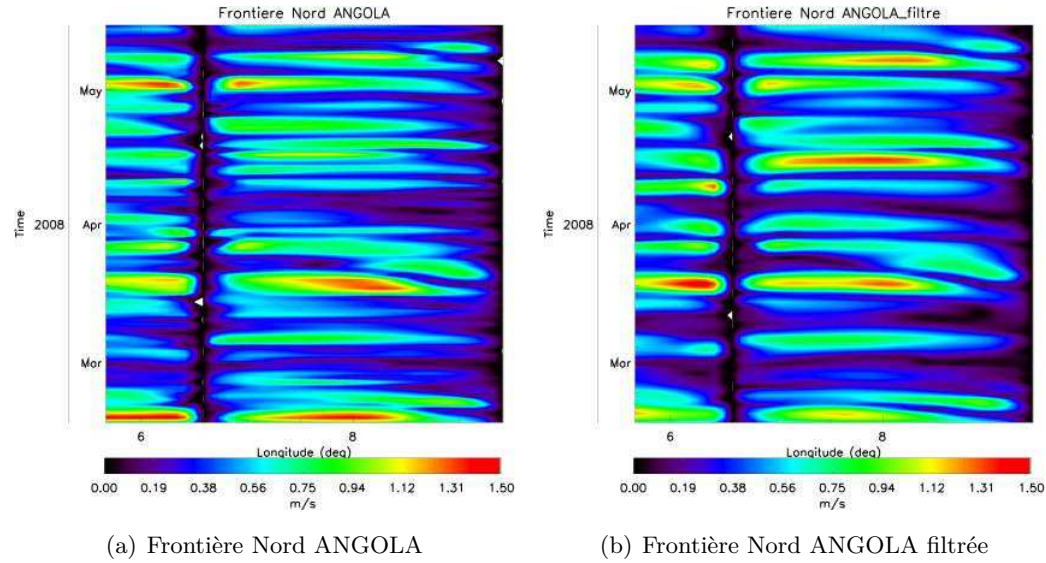 Frontiere Nord ANGOLA
May
Apr
Mar
Time
2008
6
8
Longitude (deg)
0.00 0.19 0.38 0.56 0.75 0.94 1.12 1.31 1.50
m/s
(a) Frontière Nord ANGOLA
Frontiere Nord ANGOLA_filtre
May
Apr
Mar
Time
2008
6
8
Longitude (deg)
0.00 0.19 0.38 0.56 0.75 0.94 1.12 1.31 1.50
m/s
(b) Frontière Nord ANGOLA filtrée